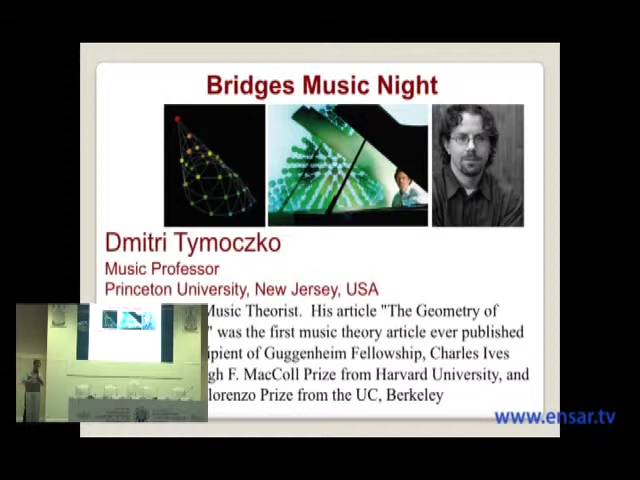 Bridges Music Night
Dmitri Tymoczko
Music Professor
Princeton University, New Jersey, USA
Music Theorist. His article "The Geometry of
" was the first music theory article ever published
ipient of Guggenheim Fellowship, Charles Ives
gh F. MacColl Prize from Harvard University, and
lorenzo Prize from the UC, Berkeley
www.ensar.tv